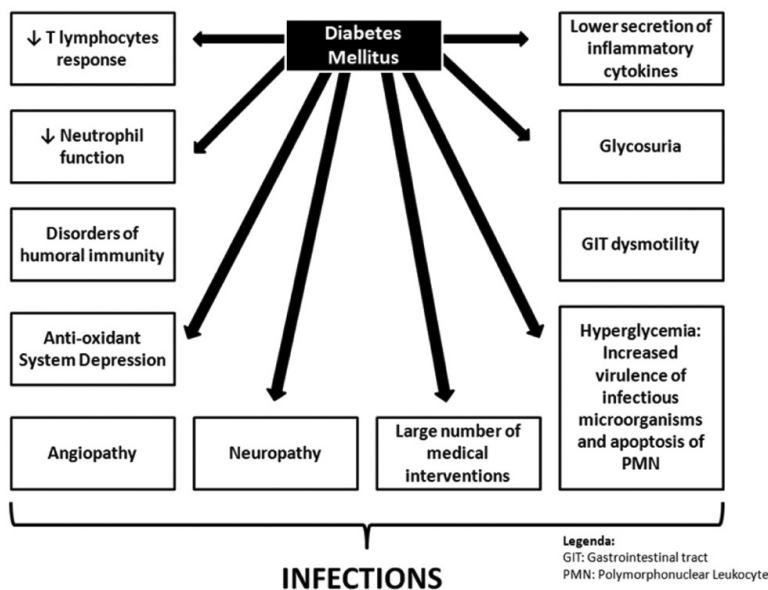 Diabetes
Mellitus
↓ T lymphocytes
response
↓ Neutrophil
function
Disorders of
humoral immunity
Anti-oxidant
System Depression
Angiopathy
Neuropathy
Large number of
medical
interventions
Lower secretion of
inflammatory
cytokines
Glycosuria
GIT dysmotility
Hyperglycemia:
Increased
virulence of
infectious
microorganisms
and apoptosis of
PMN
INFECTIONS
Legenda:
GIT: Gastrointestinal tract
PMN: Polymorphonuclear Leukocyte